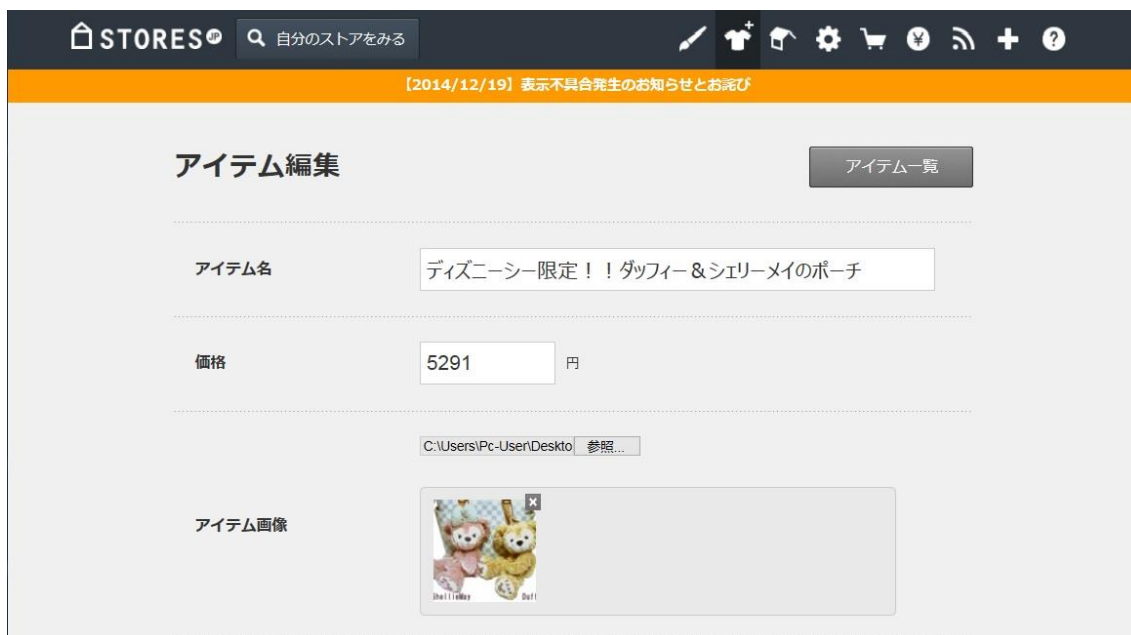 STORES.JP 自分のストアをみる
【2014/12/19】表示不具合発生のお知らせとお詫び
アイテム編集
アイテム一覧
アイテム名
ディズニーシー限定！！ダッフィー＆シェリーメイのポーチ
価格
5291 円
C:\Users\Pc-User\Deskto 参照...
アイテム画像
ShellieMay Duff